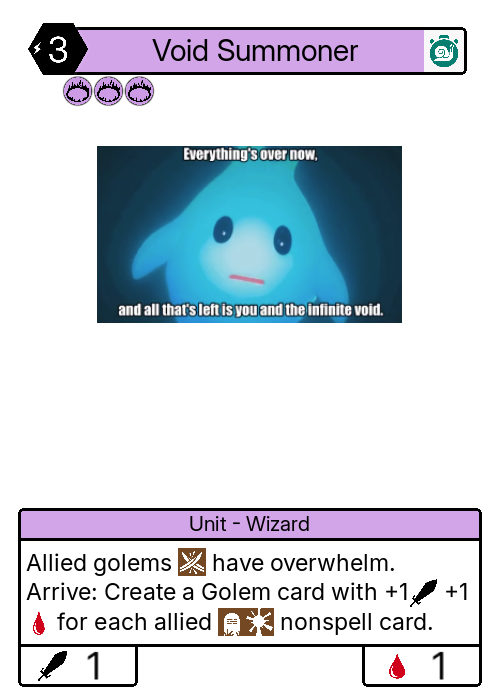 3 Void Summoner
Everything's over now,
and all that's left is you and the infinite void.
Unit - Wizard
Allied golems have overwhelm.
Arrive: Create a Golem card with +1 +1
for each allied nonspell card.
1 1